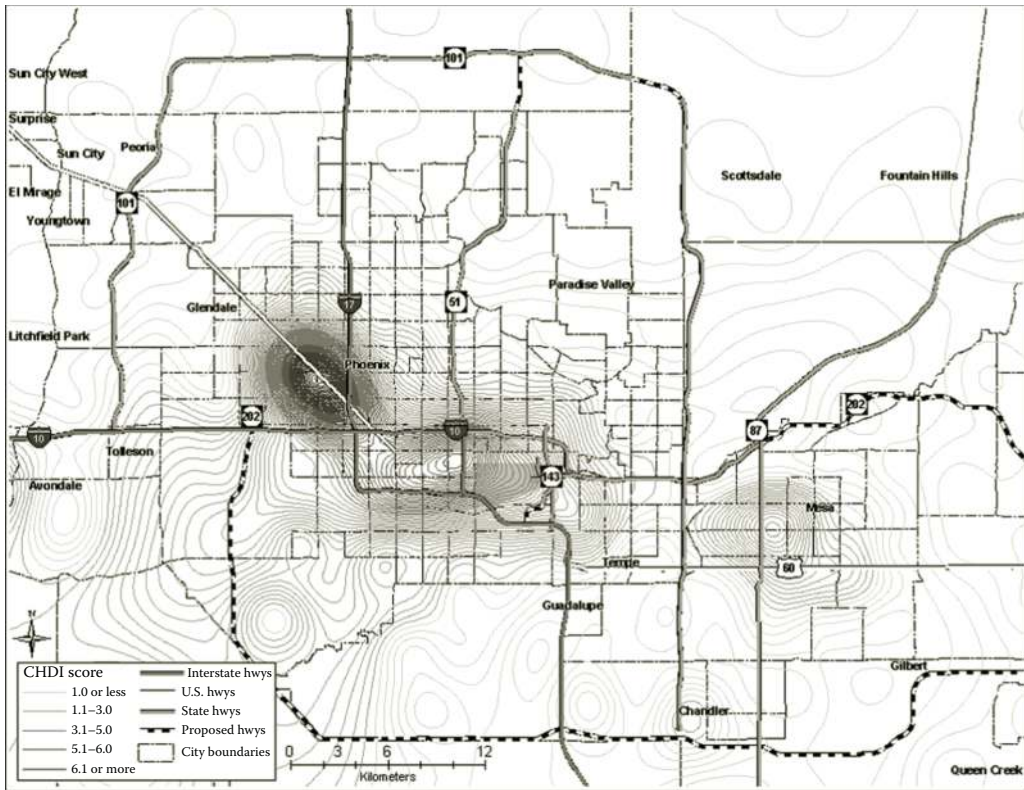 101
Sun City West
Surprise
Peoria
Sun City
Scottsdale
Fountain Hills
El Mirage
101
Youngtown
Paradise Valley
17
51
Glendale
Litchfield Park
Phoenix
202
202
10
10
87
Tolleson
143
Avondale
Mesa
Tempe
60
Guadalupe
N
Gilbert
CHDI score
1.0 or less
1.1–3.0
3.1–5.0
5.1–6.0
6.1 or more
Interstate hwys
U.S. hwys
State hwys
Proposed hwys
City boundaries
Chandler
0 3 6 12
Kilometers
Queen Creek